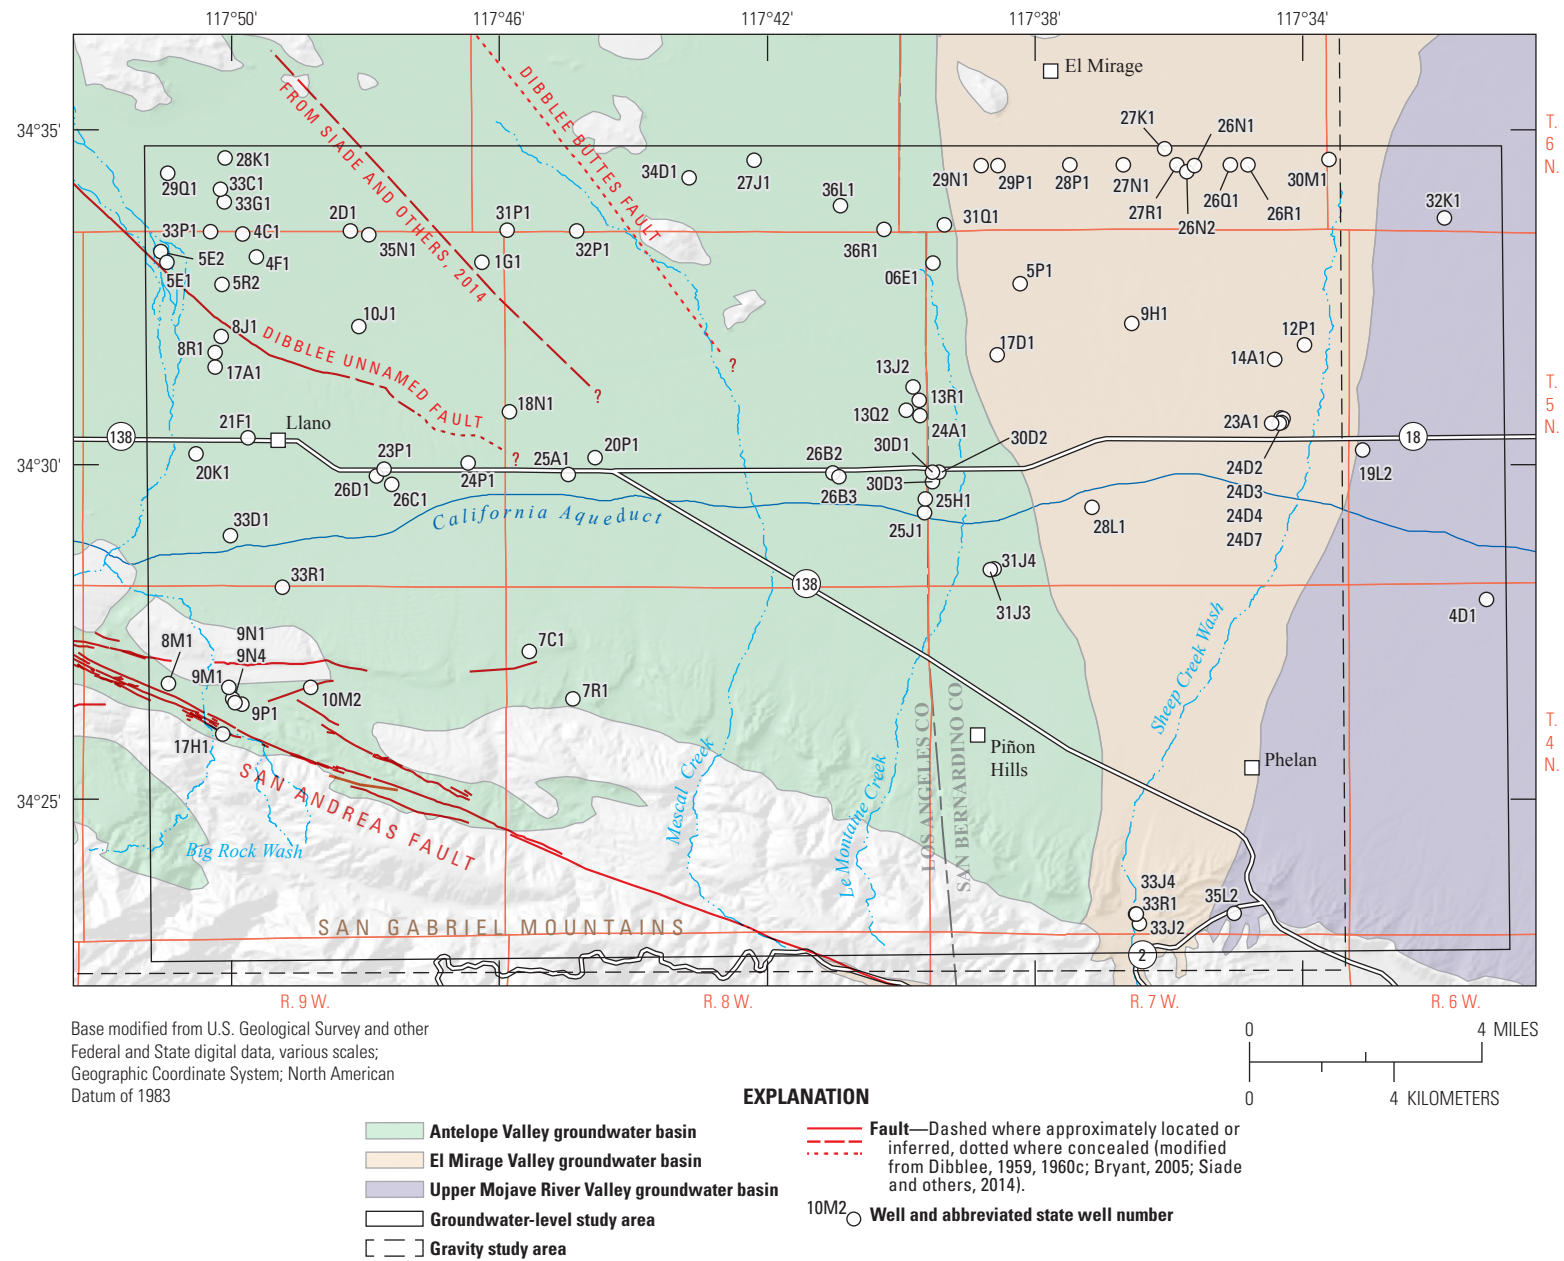 117°50'
117°46'
117°42'
117°38'
117°34'
El Mirage
34°35'
T.
6
N.
DIBBLEE BUTTES FAULT
FROM SIADE AND OTHERS, 2014
27K1
26N1
28K1
29Q1
33C1
33G1
34D1
27J1
36L1
29N1
29P1
28P1
27N1
27R1
26N2
26Q1
26R1
30M1
32K1
33P1
4C1
2D1
35N1
31P1
32P1
36R1
31Q1
5E2
5E1
4F1
5R2
1G1
06E1
5P1
10J1
9H1
8J1
8R1
17A1
DIBBLEE UNNAMED FAULT
?
?
?
17D1
12P1
14A1
13J2
13R1
13Q2
24A1
T.
5
N.
18N1
21F1
Llano
138
23P1
20P1
25A1
26B2
30D1
30D2
23A1
18
34°30'
20K1
26D1
26C1
24P1
26B3
30D3
25H1
25J1
28L1
24D2
24D3
24D4
24D7
19L2
California Aqueduct
33D1
33R1
138
31J4
31J3
4D1
8M1
9N1
9N4
9M1
9P1
10M2
7C1
7R1
17H1
Sheep Creek Wash
T.
4
N.
Piñon
Hills
Phelan
LOS ANGELES CO
SAN BERNARDINO CO
Mescal Creek
Le Montaine Creek
34°25'
SAN ANDREAS FAULT
Big Rock Wash
33J4
33R1
33J2
35L2
SAN GABRIEL MOUNTAINS
2
R. 9 W.
R. 8 W.
R. 7 W.
R. 6 W.
Base modified from U.S. Geological Survey and other
Federal and State digital data, various scales;
Geographic Coordinate System; North American
Datum of 1983
0
4 MILES
0
4 KILOMETERS
EXPLANATION
Antelope Valley groundwater basin
El Mirage Valley groundwater basin
Upper Mojave River Valley groundwater basin
Groundwater-level study area
Gravity study area
Fault—Dashed where approximately located or
inferred, dotted where concealed (modified
from Dibblee, 1959, 1960c; Bryant, 2005; Siade
and others, 2014).
10M2
Well and abbreviated state well number